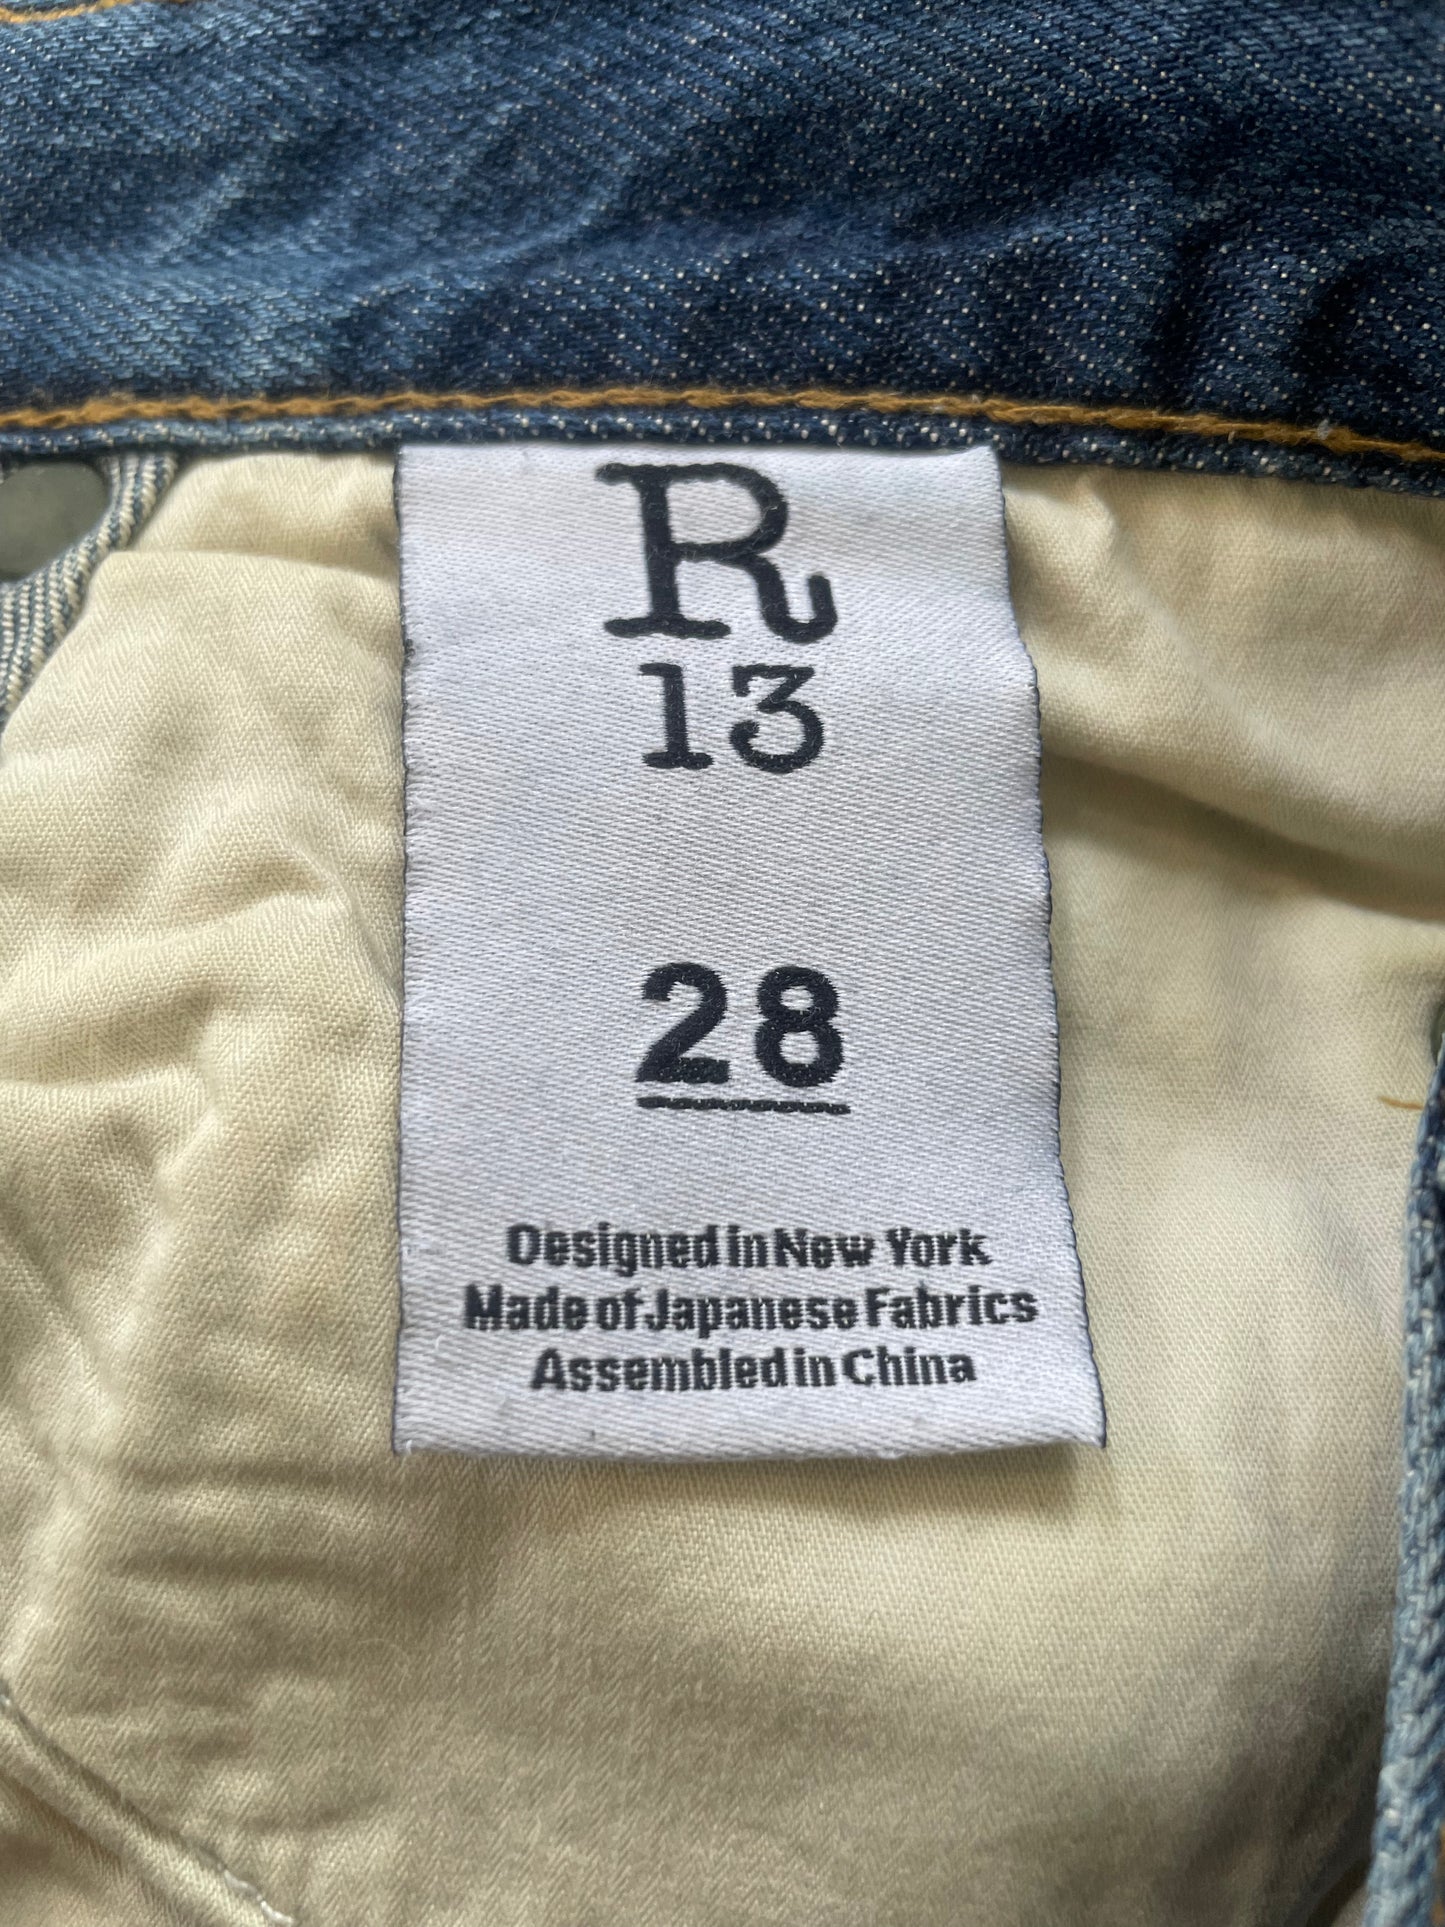 R
13
28
Designed in New York
Made of Japanese Fabrics
Assembled in China